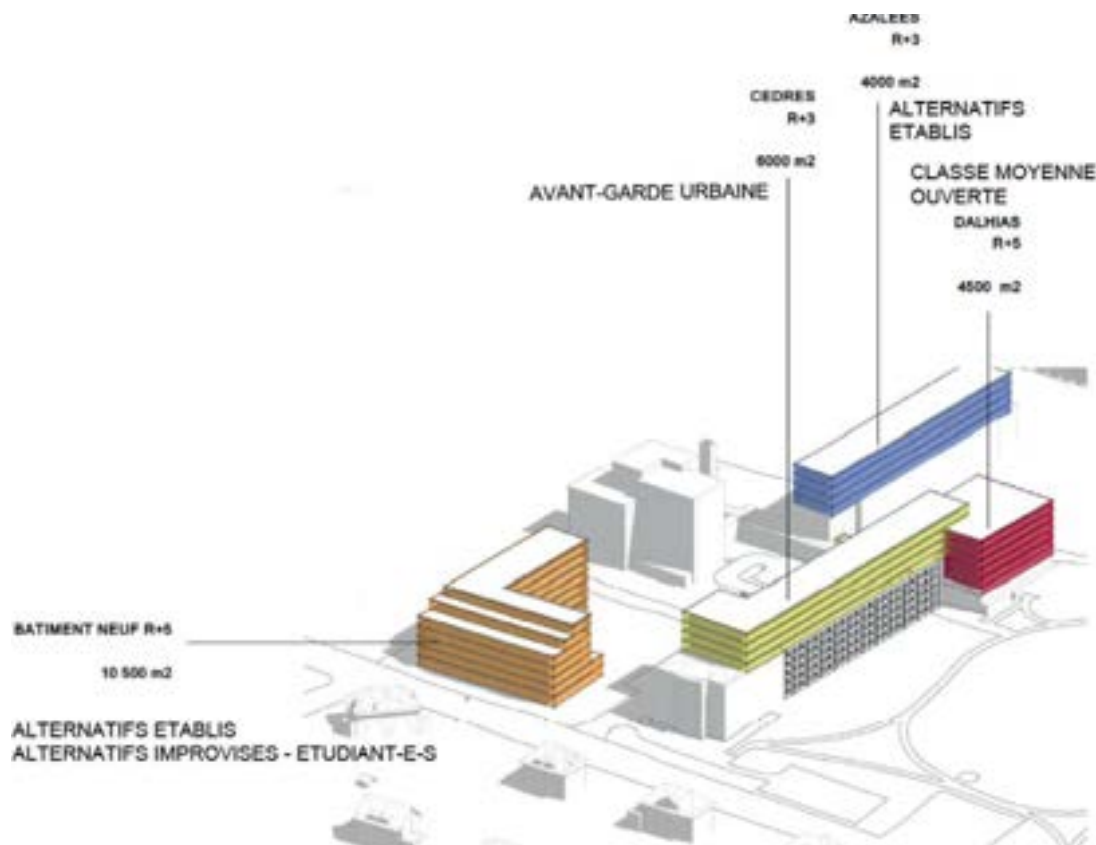 AZALEES
R+3
4000 m2
ALTERNATIFS
ETABLIS
CEDRES
R+3
6000 m2
AVANT-GARDE URBAINE
CLASSE MOYENNE
OUVERTE
DALHIAS
R+5
4500 m2
BATIMENT NEUF R+5
10 500 m2
ALTERNATIFS ETABLIS
ALTERNATIFS IMPROVISES - ETUDIANT-E-S